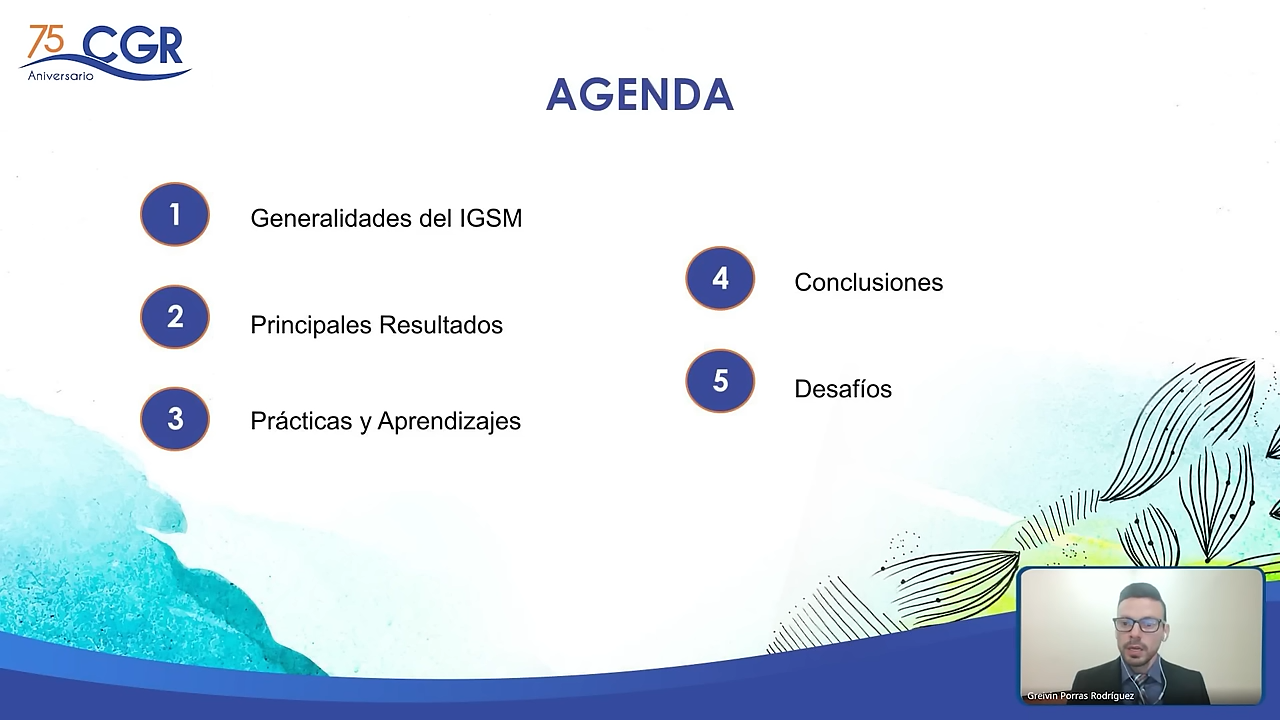 75 CGR
Aniversario
AGENDA
1 Generalidades del IGSM
2 Principales Resultados
3 Prácticas y Aprendizajes
4 Conclusiones
5 Desafíos
Greivin Porras Rodríguez